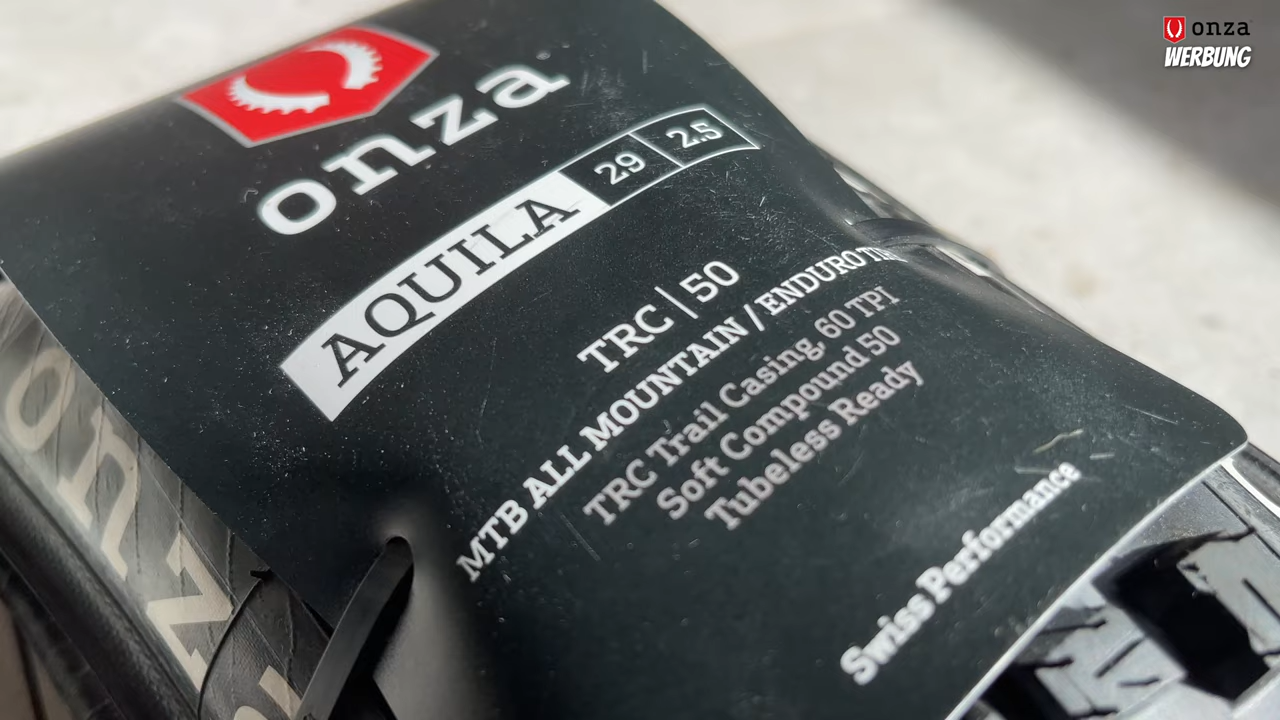 onza
WERBUNG
onza
AQUILA 29 2.5
TRC | 50
MTB ALL MOUNTAIN / ENDURO
TRC Trail Casing, 60 TPI
Soft Compound 50
Tubeless Ready
Swiss Performance